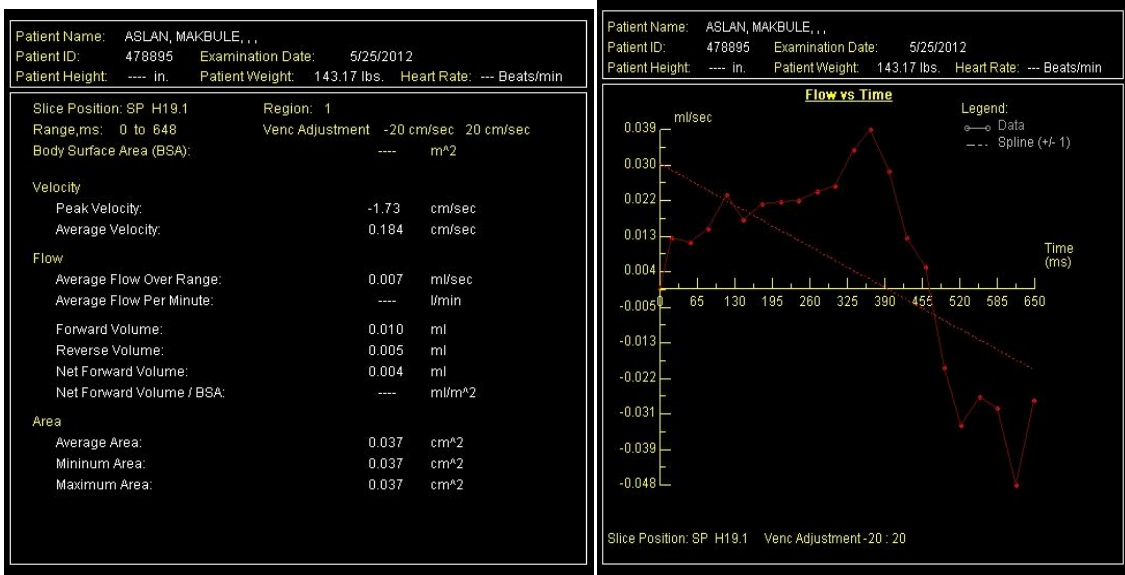 Patient Name: ASLAN, MAKBULE, , ,
Patient ID: 478895 Examination Date: 5/25/2012
Patient Height: ---- in. Patient Weight: 143.17 lbs. Heart Rate: --- Beats/min
Slice Position: SP H19.1 Region: 1
Range,ms: 0 to 648 Venc Adjustment -20 cm/sec 20 cm/sec
Body Surface Area (BSA): ---- m^2
Velocity
Peak Velocity: -1.73 cm/sec
Average Velocity: 0.184 cm/sec
Flow
Average Flow Over Range: 0.007 ml/sec
Average Flow Per Minute: ---- l/min
Forward Volume: 0.010 ml
Reverse Volume: 0.005 ml
Net Forward Volume: 0.004 ml
Net Forward Volume / BSA: ---- ml/m^2
Area
Average Area: 0.037 cm^2
Mininum Area: 0.037 cm^2
Maximum Area: 0.037 cm^2
Patient Name: ASLAN, MAKBULE, , ,
Patient ID: 478895 Examination Date: 5/25/2012
Patient Height: ---- in. Patient Weight: 143.17 lbs. Heart Rate: --- Beats/min
Flow vs Time
ml/sec
Legend:
Data
Spline (+/- 1)
0.039
0.030
0.022
0.013
0.004
-0.005
-0.013
-0.022
-0.031
-0.039
-0.048
Time
(ms)
0 65 130 195 260 325 390 455 520 585 650
Slice Position: SP H19.1 Venc Adjustment -20 : 20